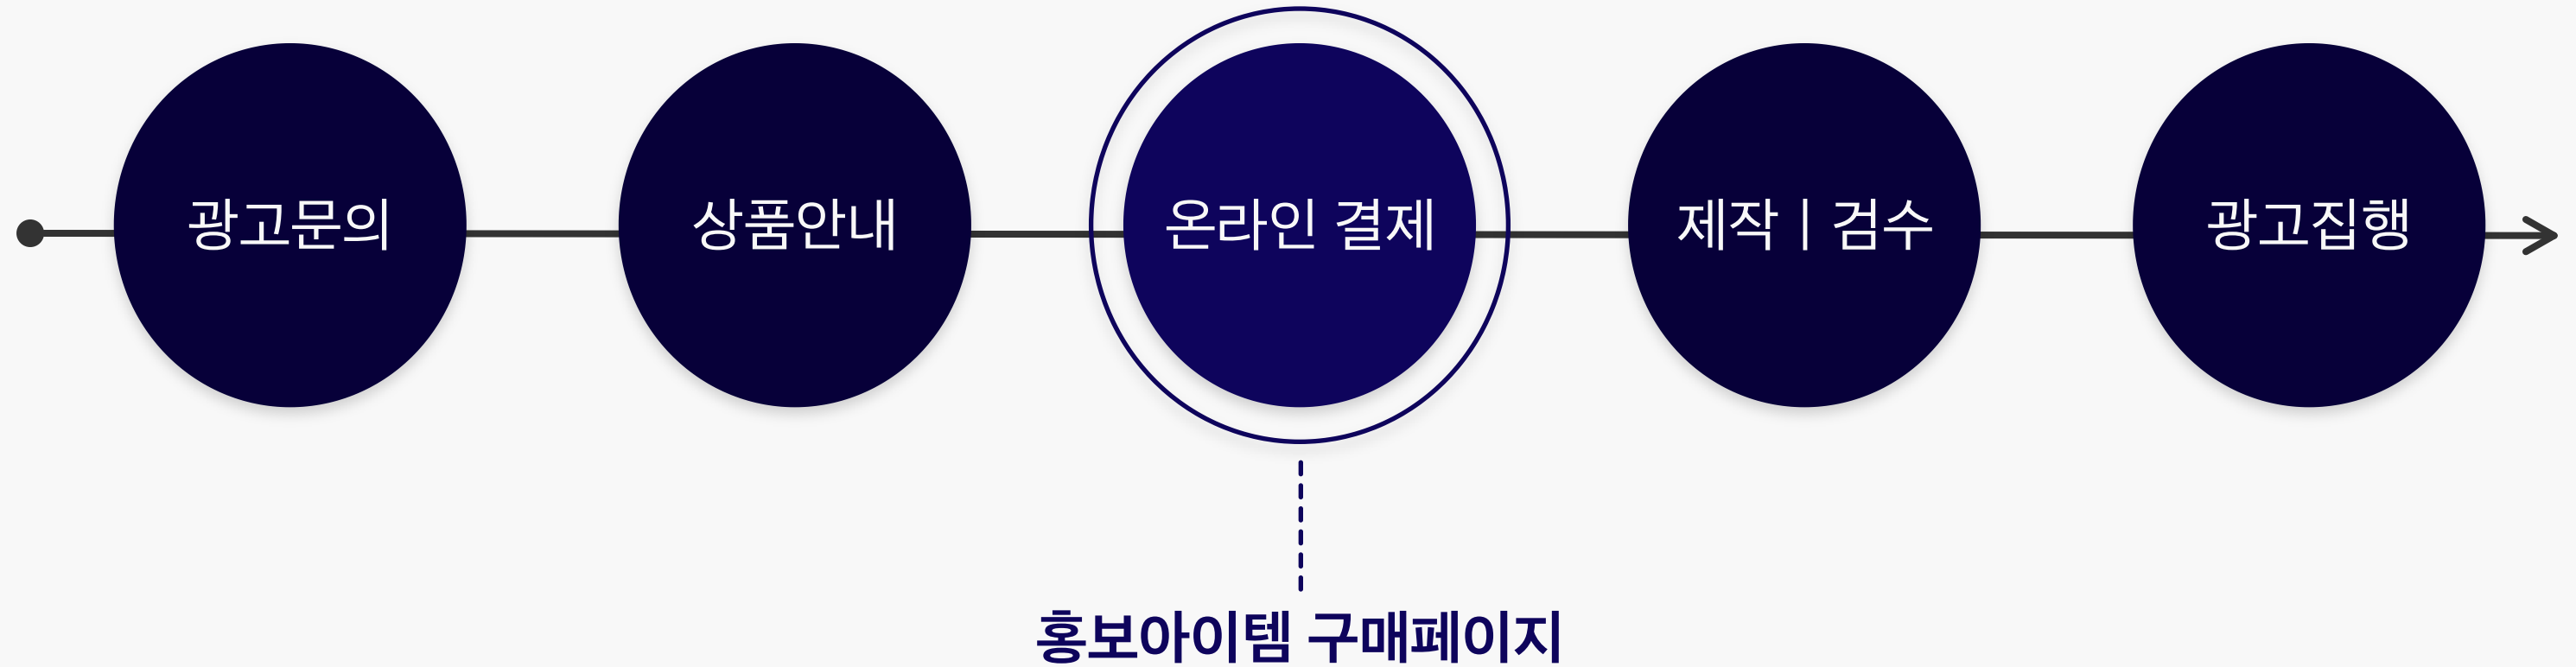 광고문의
상품안내
온라인 결제
제작 | 검수
광고집행
홍보아이템 구매페이지